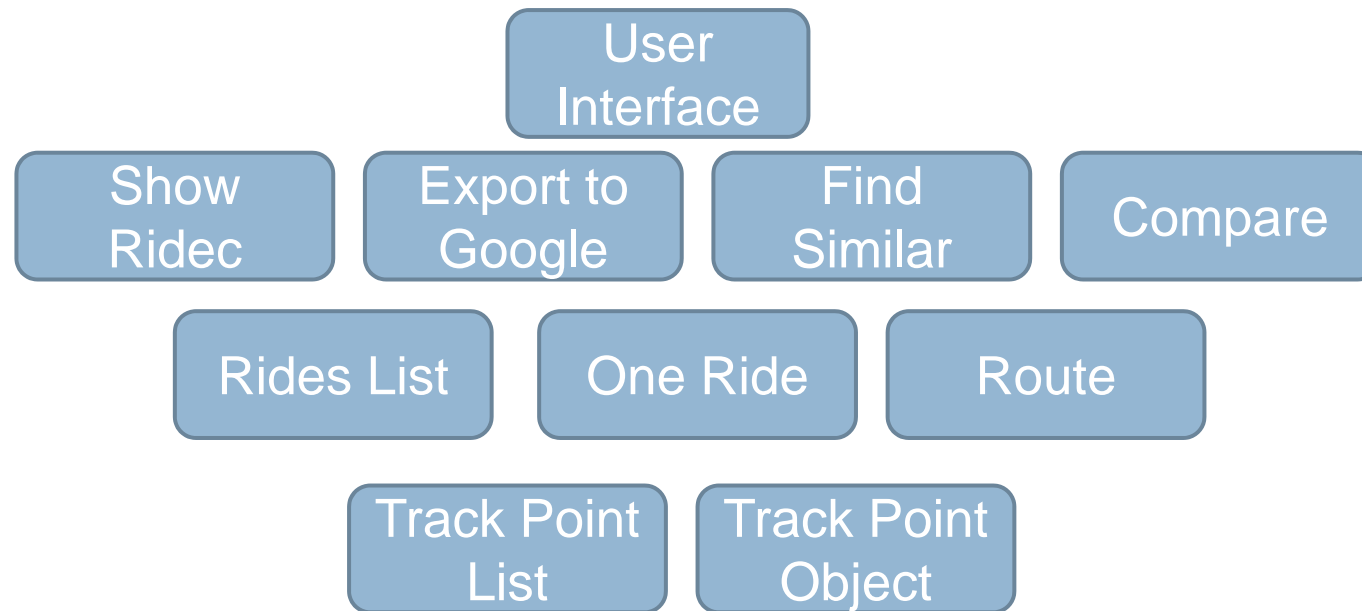 User
Interface
Show
Ridec
Export to
Google
Find
Similar
Compare
Rides List
One Ride
Route
Track Point
List
Track Point
Object